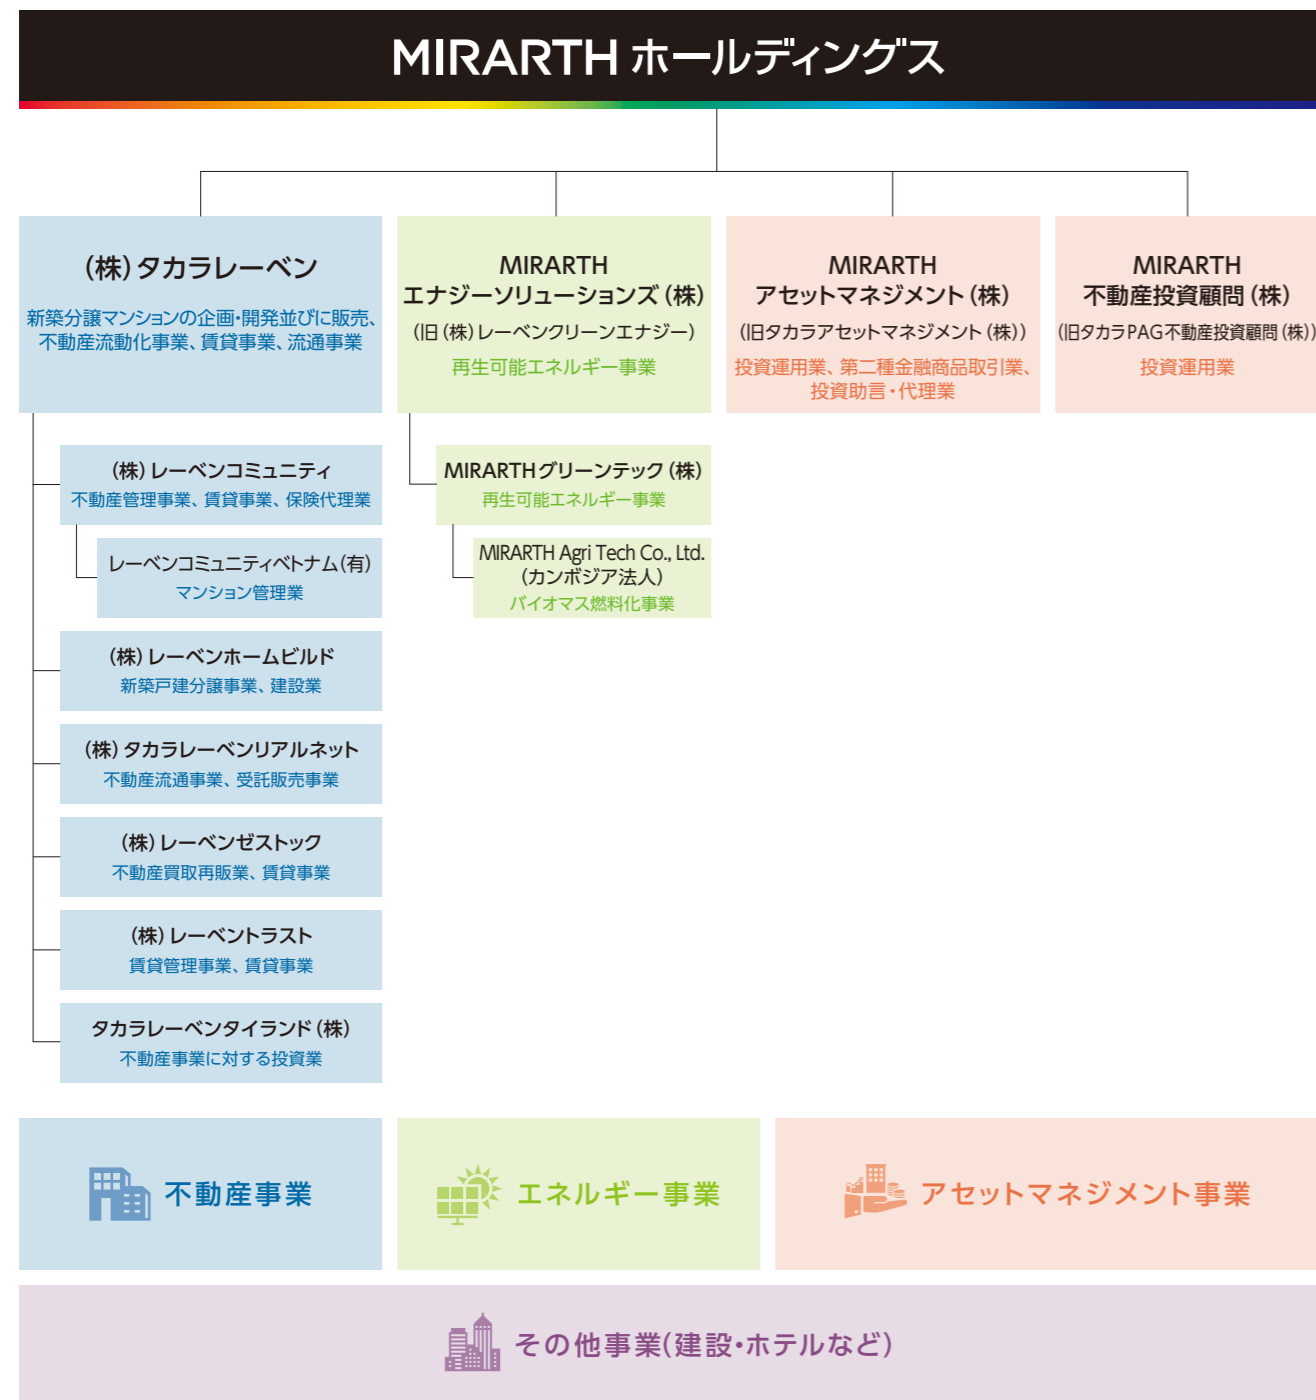 MIRARTH ホールディングス
(株)タカラレーベン
新築分譲マンションの企画・開発並びに販売、
不動産流動化事業、賃貸事業、流通事業
MIRARTH
エナジーソリューションズ(株)
(旧(株)レーベンクリーンエナジー)
再生可能エネルギー事業
MIRARTH
アセットマネジメント(株)
(旧タカラアセットマネジメント(株))
投資運用業、第二種金融商品取引業、
投資助言・代理業
MIRARTH
不動産投資顧問(株)
(旧タカラPAG不動産投資顧問(株))
投資運用業
(株)レーベンコミュニティ
不動産管理事業、賃貸事業、保険代理業
レーベンコミュニティベトナム(有)
マンション管理業
(株)レーベンホームビルド
新築戸建分譲事業、建設業
(株)タカラレーベンリアルネット
不動産流通事業、受託販売事業
(株)レーベンゼストック
不動産買取再販業、賃貸事業
(株)レーベントラスト
賃貸管理事業、賃貸事業
タカラレーベンタイランド(株)
不動産事業に対する投資業
MIRARTHグリーンテック(株)
再生可能エネルギー事業
MIRARTH Agri Tech Co., Ltd.
(カンボジア法人)
バイオマス燃料化事業
不動産事業
エネルギー事業
アセットマネジメント事業
その他事業(建設・ホテルなど)